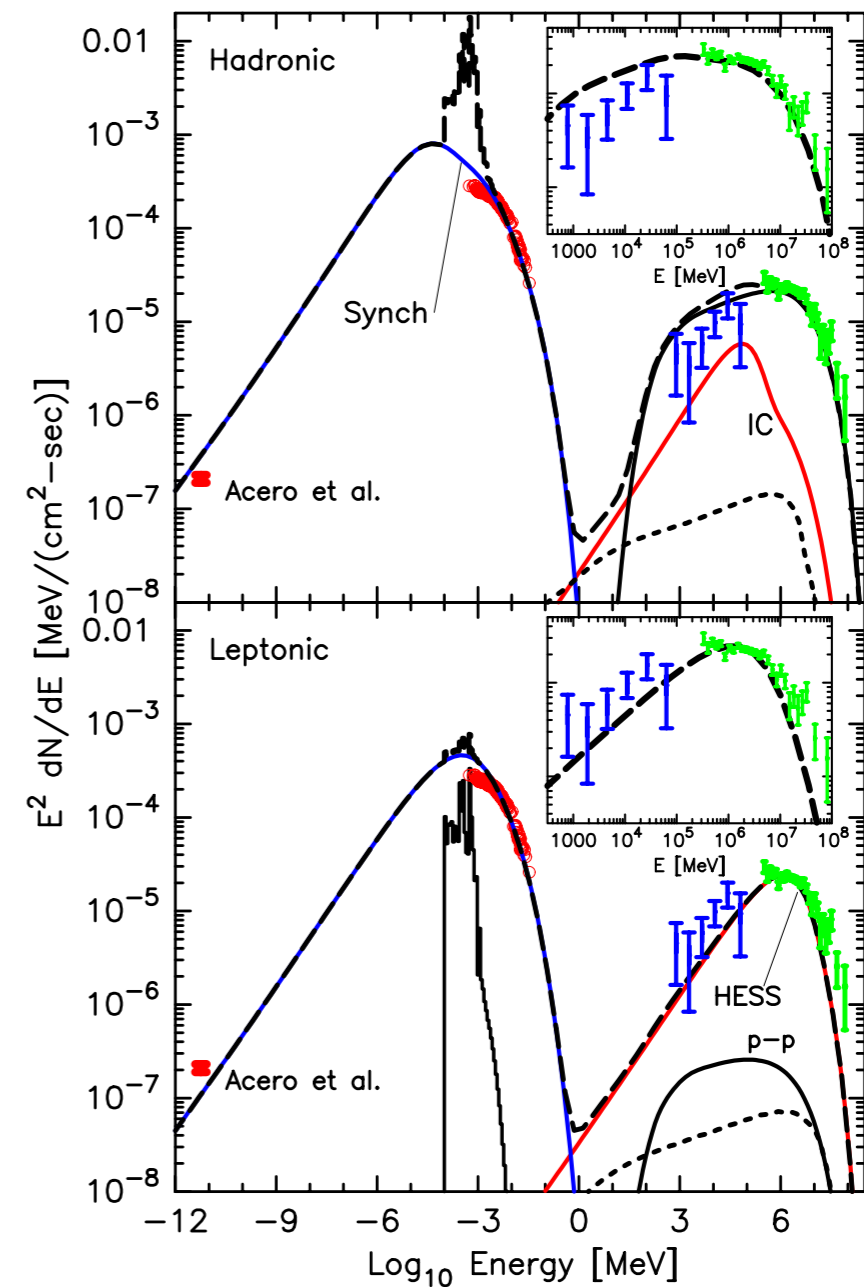 E² dN/dE [MeV/(cm²−sec)]
0.01
10⁻³
10⁻⁴
10⁻⁵
10⁻⁶
10⁻⁷
10⁻⁸
Hadronic
Synch
Acero et al.
IC
1000 10⁴ 10⁵ 10⁶ 10⁷ 10⁸
E [MeV]
0.01
10⁻³
10⁻⁴
10⁻⁵
10⁻⁶
10⁻⁷
10⁻⁸
Leptonic
Acero et al.
1000 10⁴ 10⁵ 10⁶ 10⁷ 10⁸
E [MeV]
HESS
p−p
−12 −9 −6 −3 0 3 6
Log₁₀ Energy [MeV]